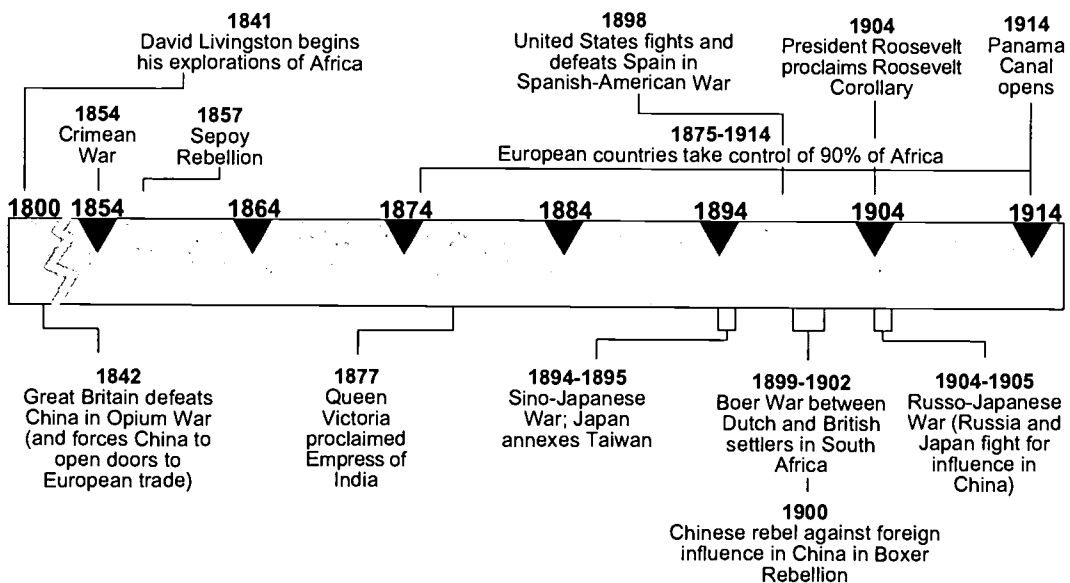 1841
David Livingston begins
his explorations of Africa
1898
United States fights and
defeats Spain in
Spanish-American War
1904
President Roosevelt
proclaims Roosevelt
Corollary
1914
Panama
Canal
opens
1854
Crimean
War
1857
Sepoy
Rebellion
1875-1914
European countries take control of 90% of Africa
1800 1854 1864 1874 1884 1894 1904 1914
1842
Great Britain defeats
China in Opium War
(and forces China to
open doors to
European trade)
1877
Queen
Victoria
proclaimed
Empress of
India
1894-1895
Sino-Japanese
War; Japan
annexes Taiwan
1899-1902
Boer War between
Dutch and British
settlers in South
Africa
1900
Chinese rebel against foreign
influence in China in Boxer
Rebellion
1904-1905
Russo-Japanese
War (Russia and
Japan fight for
influence in
China)